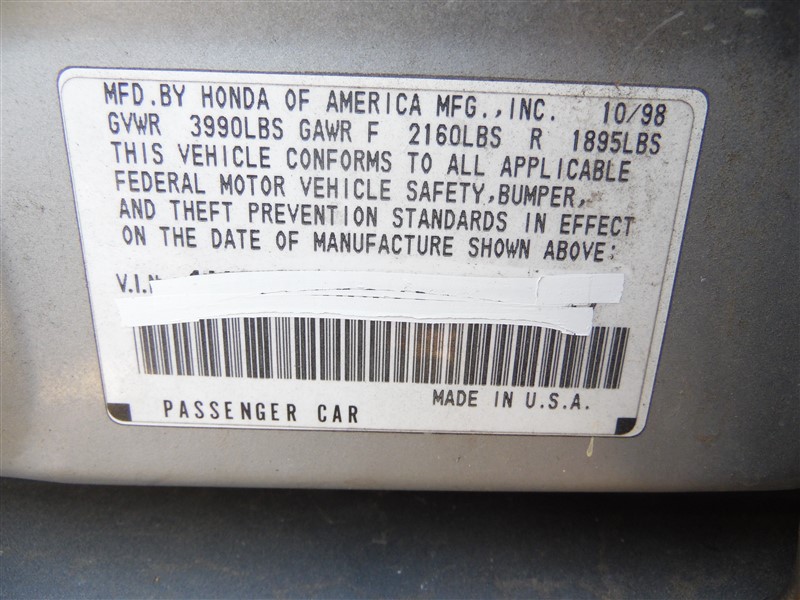 MFD.BY HONDA OF AMERICA MFG.,INC. 10/98
GVWR 3990LBS GAWR F 2160LBS R 1895LBS
THIS VEHICLE CONFORMS TO ALL APPLICABLE
FEDERAL MOTOR VEHICLE SAFETY,BUMPER,
AND THEFT PREVENTION STANDARDS IN EFFECT
ON THE DATE OF MANUFACTURE SHOWN ABOVE:
V.I.N
PASSENGER CAR
MADE IN U.S.A.